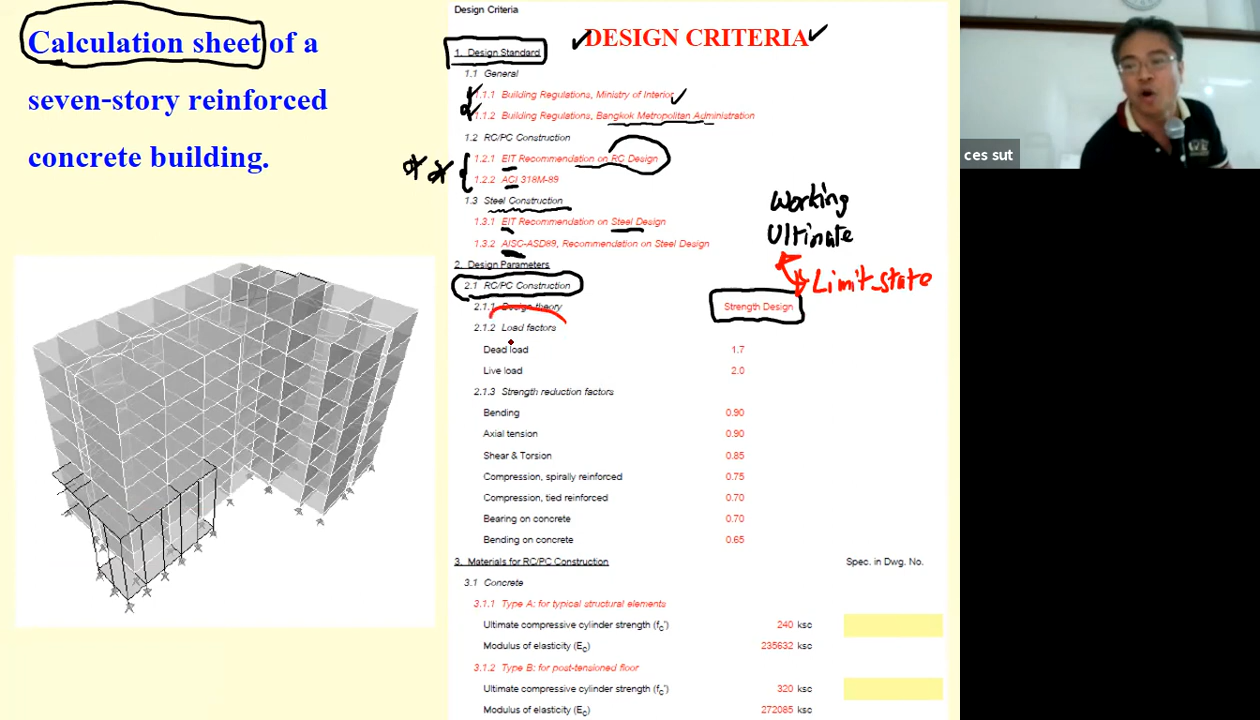 Calculation sheet of a
seven-story reinforced
concrete building.
Design Criteria
DESIGN CRITERIA
1. Design Standard
1.1 General
1.1.1 Building Regulations, Ministry of Interior
1.1.2 Building Regulations, Bangkok Metropolitan Administration
1.2 RC/PC Construction
1.2.1 EIT Recommendation on RC Design
1.2.2 ACI 318M-89
1.3 Steel Construction
1.3.1 EIT Recommendation on Steel Design
1.3.2 AISC-ASD89, Recommendation on Steel Design
Working
Ultimate
Limit state
2. Design Parameters
2.1 RC/PC Construction
2.1.1 Design theory Strength Design
2.1.2 Load factors
Dead load 1.7
Live load 2.0
2.1.3 Strength reduction factors
Bending 0.90
Axial tension 0.90
Shear & Torsion 0.85
Compression, spirally reinforced 0.75
Compression, tied reinforced 0.70
Bearing on concrete 0.70
Bending on concrete 0.65
3. Materials for RC/PC Construction Spec. in Dwg. No.
3.1 Concrete
3.1.1 Type A: for typical structural elements
Ultimate compressive cylinder strength (fc') 240 ksc
Modulus of elasticity (Ec) 235632 ksc
3.1.2 Type B: for post-tensioned floor
Ultimate compressive cylinder strength (fc') 320 ksc
Modulus of elasticity (Ec) 272085 ksc
ces sut